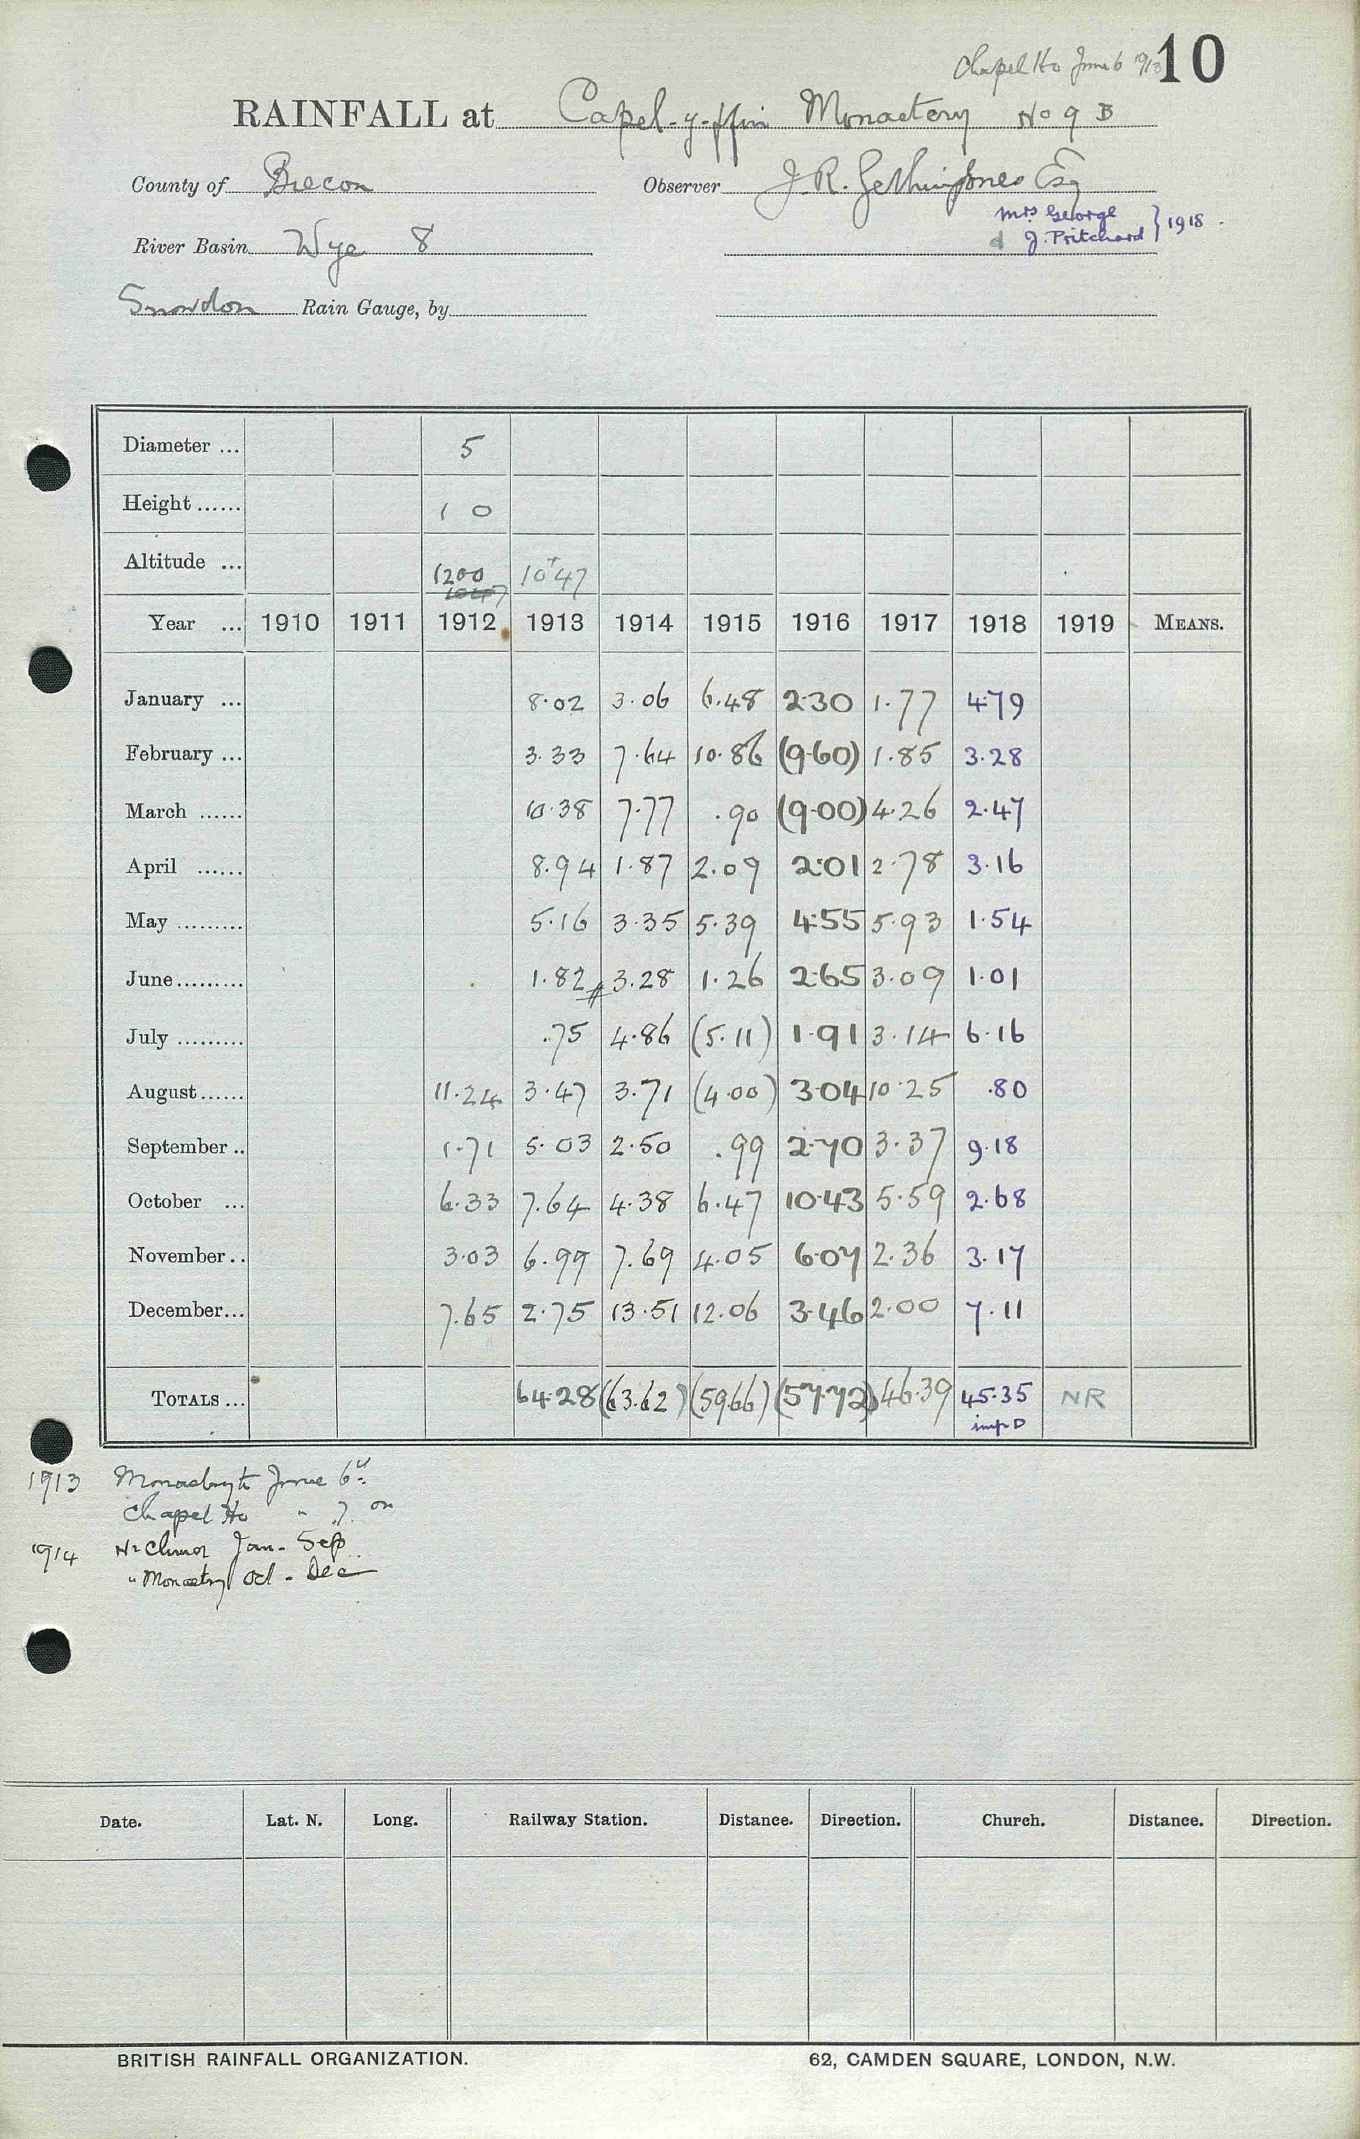 Chapel Ho June 6 1913
10
RAINFALL at Capel-y-ffin Monastery No 9 B
County of Brecon Observer J. R. Gethin Jones Esq
Mrs George
River Basin Wye 8 & J. Pritchard } 1918.
Snowdon Rain Gauge, by
Diameter ... 5
Height ...... 1 0
Altitude ... 1200 1047
1047
Year ... 1910 1911 1912 1913 1914 1915 1916 1917 1918 1919 MEANS.
January ... 8.02 3.06 6.48 2.30 1.77 4.79
February ... 3.33 7.64 10.86 (9.60) 1.85 3.28
March ...... 10.38 7.77 .90 (9.00) 4.26 2.47
April ...... 8.94 1.87 2.09 2.01 2.78 3.16
May ......... 5.16 3.35 5.39 4.55 5.93 1.54
June ......... 1.82 3.28 1.26 2.65 3.09 1.01
July ......... .75 4.86 (5.11) 1.91 3.14 6.16
August ...... 11.24 3.47 3.71 (4.00) 3.04 10.25 .80
September .. 1.71 5.03 2.50 .99 2.70 3.37 9.18
October ... 6.33 7.64 4.38 6.47 10.43 5.59 2.68
November .. 3.03 6.99 7.69 4.05 6.07 2.36 3.17
December ... 7.65 2.75 13.51 12.06 3.46 2.00 7.11
TOTALS ... 64.28 (63.62) (59.66) (57.72) 46.39 45.35 NR
imp D
1913 Monastery to June 6th
Chapel Ho " 7 on
1914 Jan - Sep
" Monastery Oct - Dec
Date. Lat. N. Long. Railway Station. Distance. Direction. Church. Distance. Direction.
BRITISH RAINFALL ORGANIZATION. 62, CAMDEN SQUARE, LONDON, N.W.